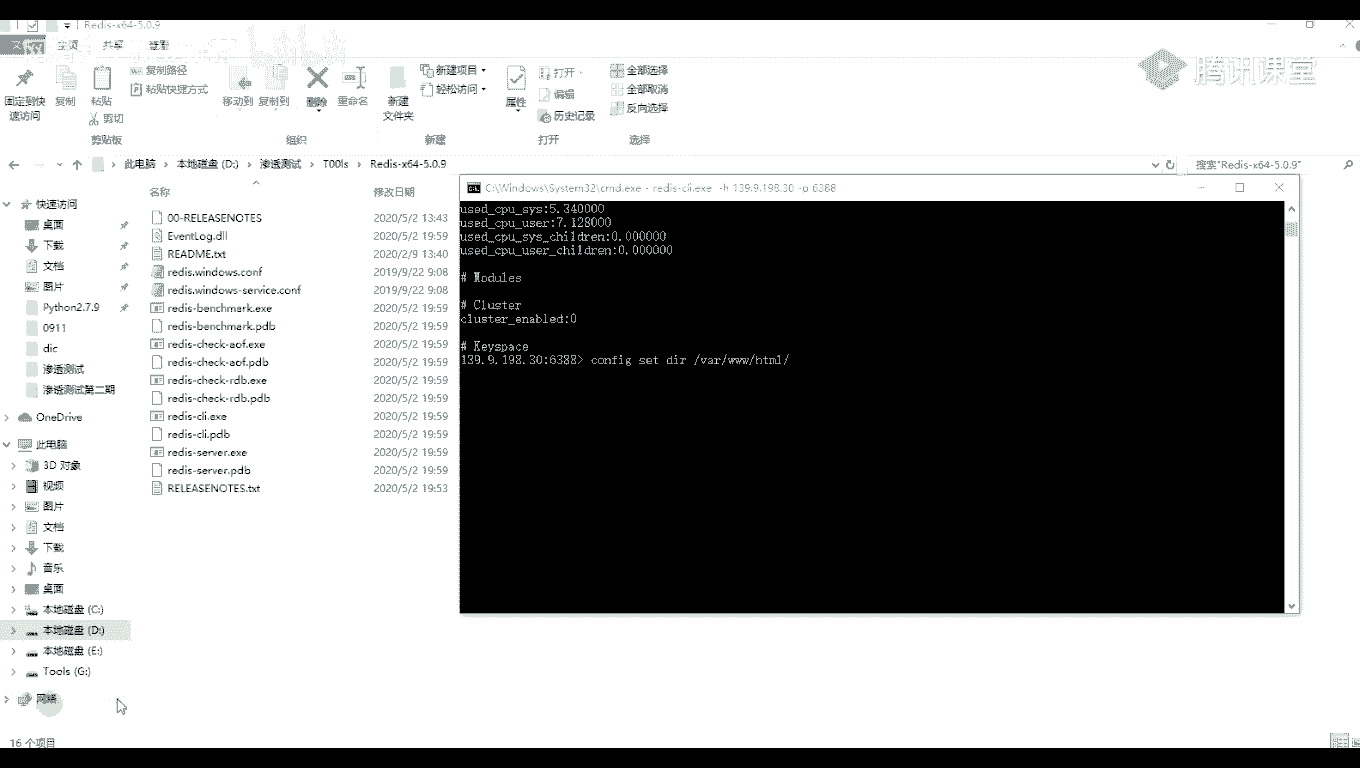 Redis-x64-5.0.9
主页 共享 查看
固定到快速访问
复制
粘贴
复制路径
粘贴快捷方式
剪切
剪贴板
移动到
复制到
删除
重命名
组织
新建文件夹
新建项目
轻松访问
新建
属性
打开
编辑
历史记录
打开
全部选择
全部取消
反向选择
选择
腾讯课堂
此电脑 > 本地磁盘 (D:) > 渗透测试 > T00ls > Redis-x64-5.0.9
搜索"Redis-x64-5.0.9"
名称 修改日期
快速访问
桌面
下载
文档
图片
Python2.7.9
0911
dic
渗透测试
渗透测试第二期
OneDrive
此电脑
3D 对象
视频
图片
文档
下载
音乐
桌面
本地磁盘 (C:)
本地磁盘 (D:)
本地磁盘 (E:)
Tools (G:)
网络
00-RELEASENOTES 2020/5/2 13:43
EventLog.dll 2020/5/2 19:59
README.txt 2020/2/9 13:40
redis.windows.conf 2019/9/22 9:08
redis.windows-service.conf 2019/9/22 9:08
redis-benchmark.exe 2020/5/2 19:59
redis-benchmark.pdb 2020/5/2 19:59
redis-check-aof.exe 2020/5/2 19:59
redis-check-aof.pdb 2020/5/2 19:59
redis-check-rdb.exe 2020/5/2 19:59
redis-check-rdb.pdb 2020/5/2 19:59
redis-cli.exe 2020/5/2 19:59
redis-cli.pdb 2020/5/2 19:59
redis-server.exe 2020/5/2 19:59
redis-server.pdb 2020/5/2 19:59
RELEASENOTES.txt 2020/5/2 19:53
C:\Windows\System32\cmd.exe - redis-cli.exe -h 139.9.198.30 -p 6388
used_cpu_sys:5.340000
used_cpu_user:7.128000
used_cpu_sys_children:0.000000
used_cpu_user_children:0.000000
# Modules
# Cluster
cluster_enabled:0
# Keyspace
139.9.198.30:6388> config set dir /var/www/html/
16 个项目